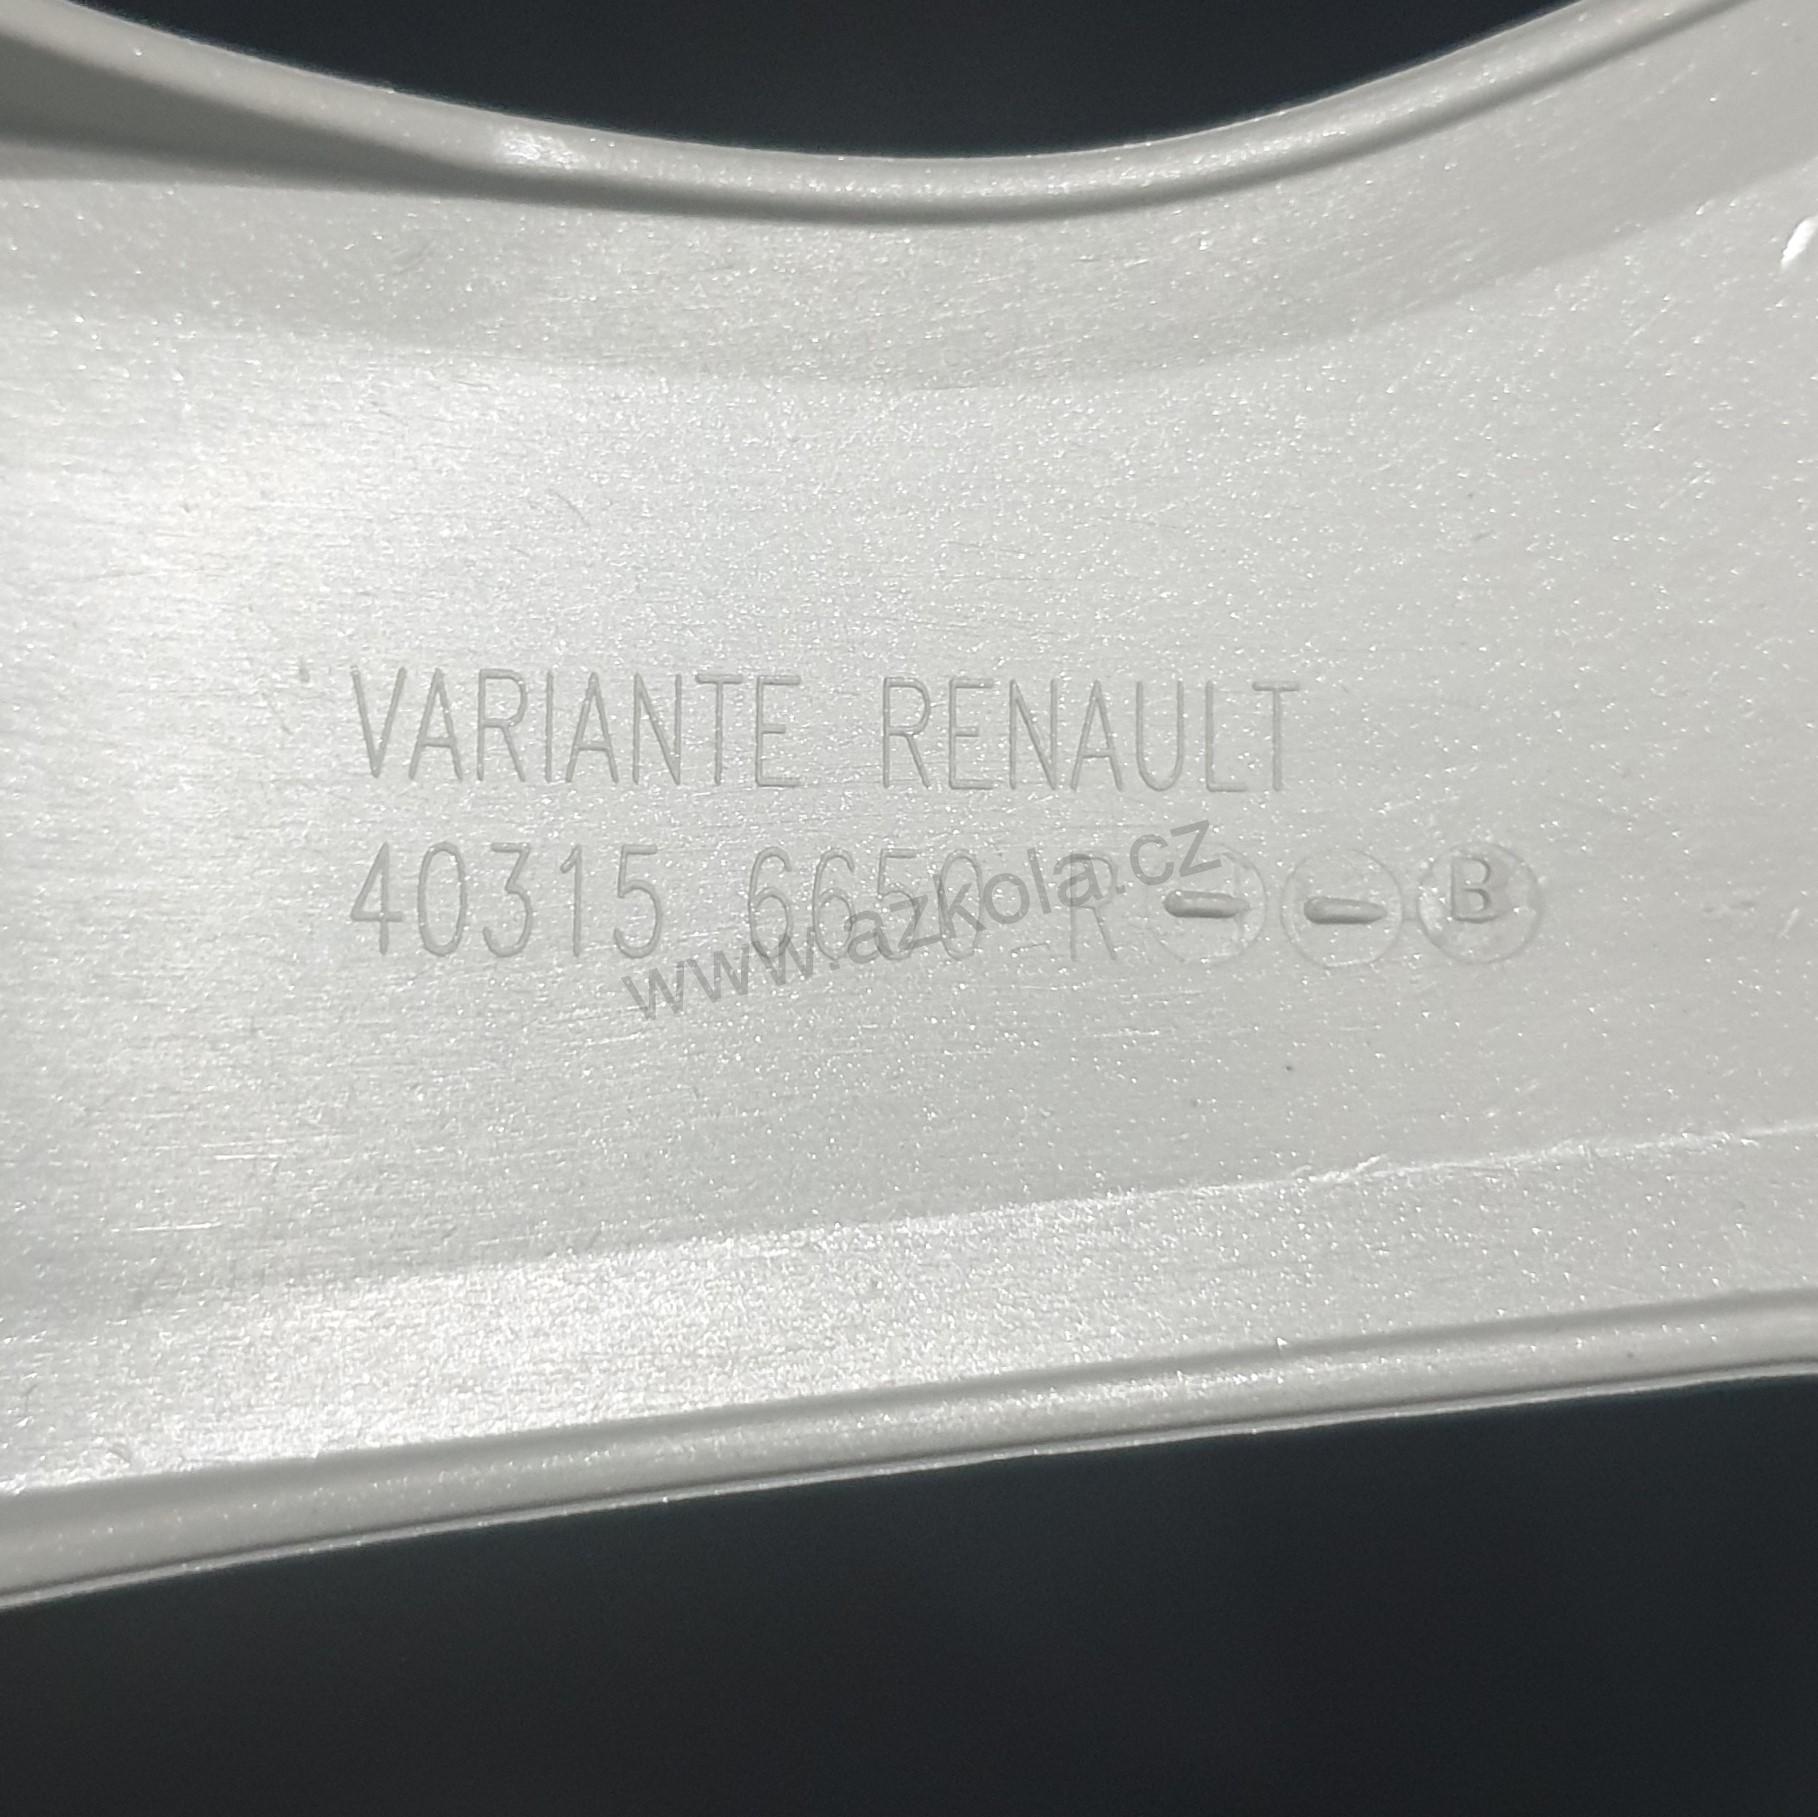 VARIANTE RENAULT
40315 6650 R - - B
www.azkola.cz